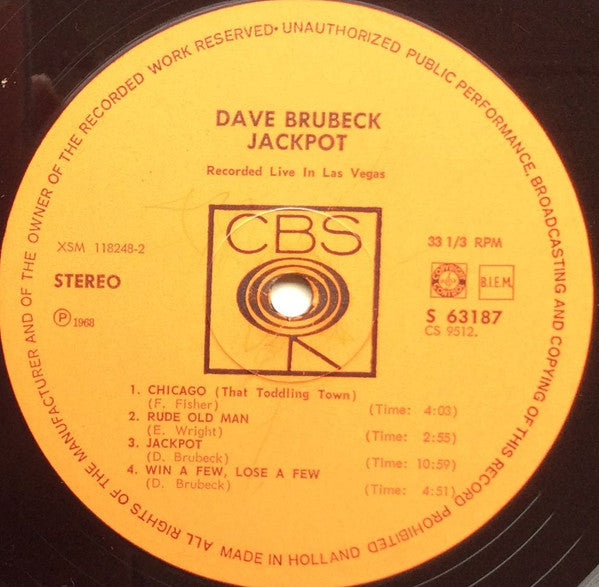 ALL RIGHTS OF THE MANUFACTURER AND OF THE OWNER OF THE RECORDED WORK RESERVED • UNAUTHORIZED PUBLIC PERFORMANCE, BROADCASTING AND COPYING OF THIS RECORD PROHIBITED
DAVE BRUBECK
JACKPOT
Recorded Live In Las Vegas
CBS
XSM 118248-2
STEREO
Ⓟ 1968
33 1/3 RPM
B.I.E.M.
S 63187
CS 9512.
1. CHICAGO (That Toddling Town)
(F. Fisher) (Time: 4:03)
2. RUDE OLD MAN
(E. Wright) (Time: 2:55)
3. JACKPOT
(D. Brubeck) (Time: 10:59)
4. WIN A FEW, LOSE A FEW
(D. Brubeck) (Time: 4:51)
MADE IN HOLLAND